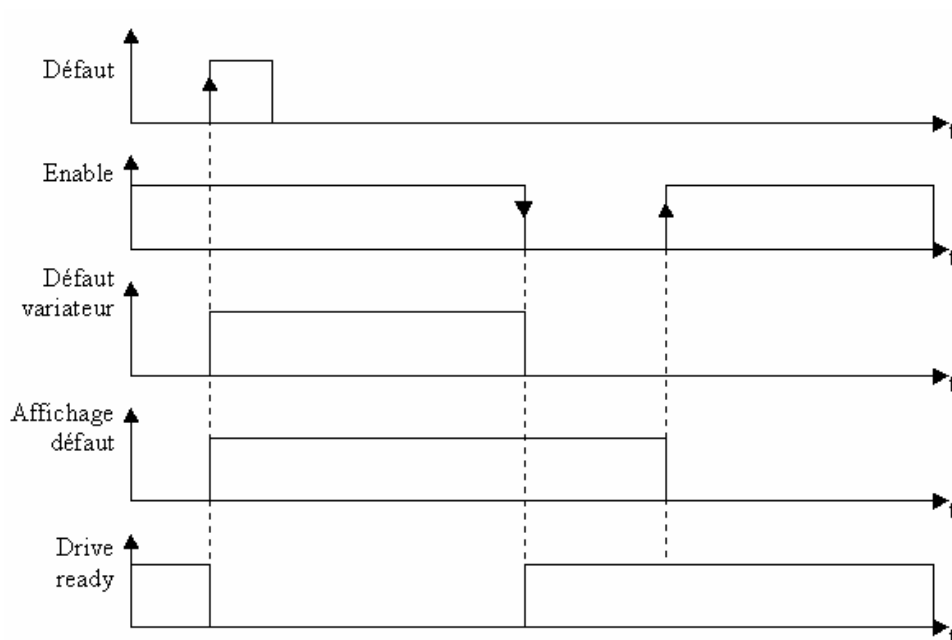 Défaut
t
Enable
t
Défaut
variateur
t
Affichage
défaut
t
Drive
ready
t